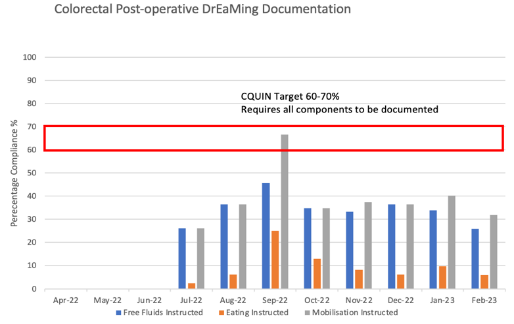 Colorectal Post-operative DrEaMing Documentation
100
90
80
70
60
50
40
30
20
10
0
Perecentage Compliance %
CQUIN Target 60-70%
Requires all components to be documented
Apr-22 May-22 Jun-22 Jul-22 Aug-22 Sep-22 Oct-22 Nov-22 Dec-22 Jan-23 Feb-23
Free Fluids Instructed Eating Instructed Mobilisation Instructed